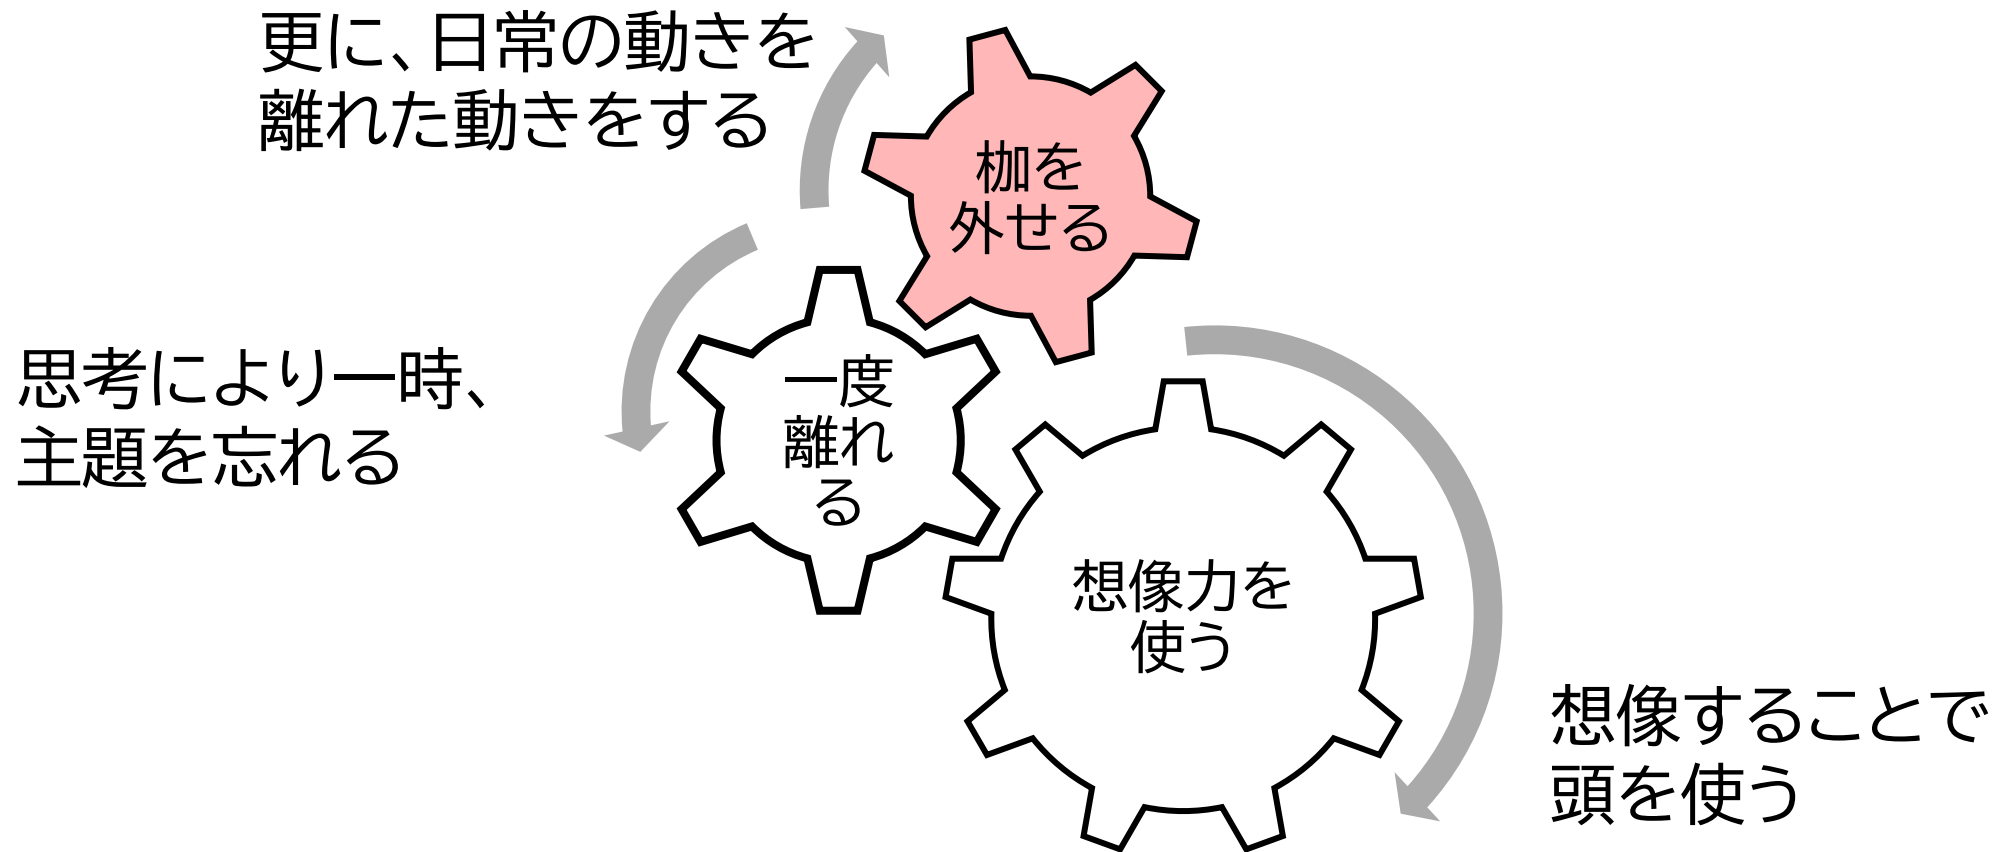 更に、日常の動きを
離れた動きをする
枷を
外せる
思考により一時、
主題を忘れる
一度
離れ
る
想像力を
使う
想像することで
頭を使う